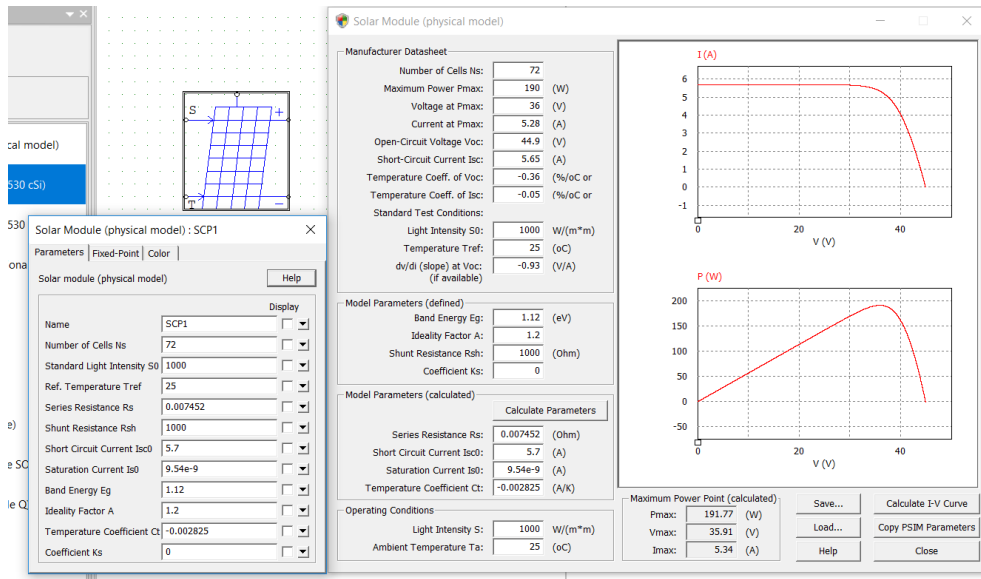 Solar Module (physical model)
Manufacturer Datasheet
Number of Cells Ns: 72
Maximum Power Pmax: 190 (W)
Voltage at Pmax: 36 (V)
Current at Pmax: 5.28 (A)
Open-Circuit Voltage Voc: 44.9 (V)
Short-Circuit Current Isc: 5.65 (A)
Temperature Coeff. of Voc: -0.36 (%/oC or
Temperature Coeff. of Isc: -0.05 (%/oC or
Standard Test Conditions:
Light Intensity S0: 1000 W/(m*m)
Temperature Tref: 25 (oC)
dv/di (slope) at Voc: -0.93 (V/A)
(if available)
Model Parameters (defined)
Band Energy Eg: 1.12 (eV)
Ideality Factor A: 1.2
Shunt Resistance Rsh: 1000 (Ohm)
Coefficient Ks: 0
Model Parameters (calculated)
Calculate Parameters
Series Resistance Rs: 0.007452 (Ohm)
Short Circuit Current Isc0: 5.7 (A)
Saturation Current Is0: 9.54e-9 (A)
Temperature Coefficient Ct: -0.002825 (A/K)
Operating Conditions
Light Intensity S: 1000 W/(m*m)
Ambient Temperature Ta: 25 (oC)
I (A)
6
5
4
3
2
1
0
-1
0 20 40
V (V)
P (W)
200
150
100
50
0
-50
0 20 40
V (V)
Maximum Power Point (calculated)
Pmax: 191.77 (W)
Vmax: 35.91 (V)
Imax: 5.34 (A)
Save...
Calculate I-V Curve
Load...
Copy PSIM Parameters
Help
Close
S +
T −
cal model)
530 cSi)
530
ona
e)
e SO
le Q
Solar Module (physical model) : SCP1
Parameters Fixed-Point Color
Solar module (physical model)
Help
Display
Name SCP1
Number of Cells Ns 72
Standard Light Intensity S0 1000
Ref. Temperature Tref 25
Series Resistance Rs 0.007452
Shunt Resistance Rsh 1000
Short Circuit Current Isc0 5.7
Saturation Current Is0 9.54e-9
Band Energy Eg 1.12
Ideality Factor A 1.2
Temperature Coefficient Ct -0.002825
Coefficient Ks 0